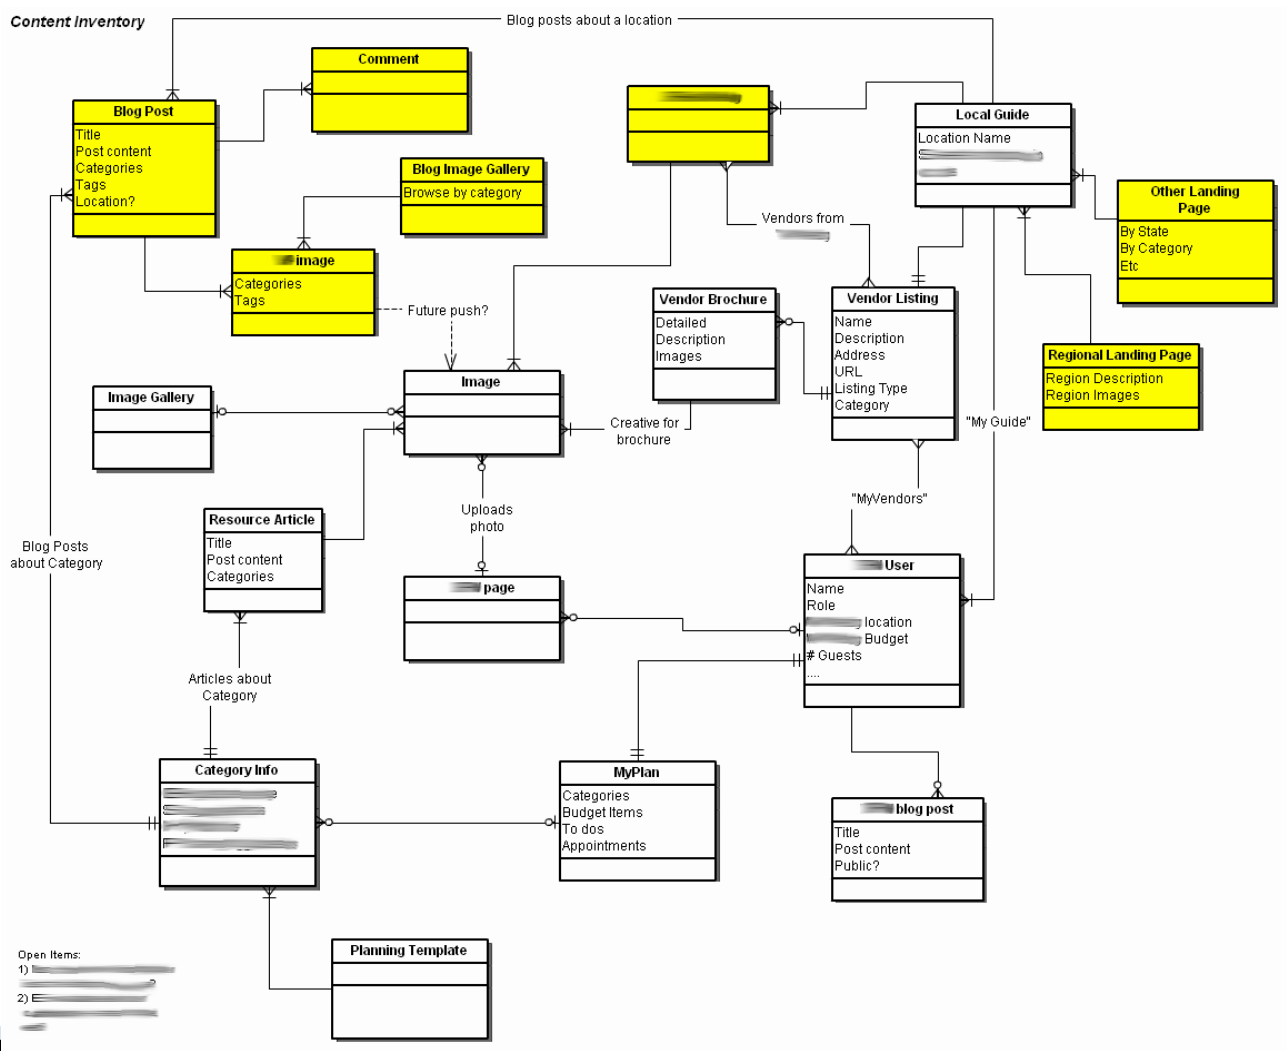 Content Inventory
Blog posts about a location
Comment
Blog Post
Title
Post content
Categories
Tags
Location?
Local Guide
Location Name
Blog Image Gallery
Browse by category
Other Landing
Page
By State
By Category
Etc
Vendors from
image
Categories
Tags
Future push?
Vendor Brochure
Detailed
Description
Images
Vendor Listing
Name
Description
Address
URL
Listing Type
Category
Regional Landing Page
Region Description
Region Images
Image
Image Gallery
Creative for
brochure
"My Guide"
"MyVendors"
Uploads
photo
Resource Article
Title
Post content
Categories
Blog Posts
about Category
page
User
Name
Role
location
Budget
# Guests
....
Articles about
Category
Category Info
MyPlan
Categories
Budget Items
To dos
Appointments
blog post
Title
Post content
Public?
Planning Template
Open Items:
1)
2)